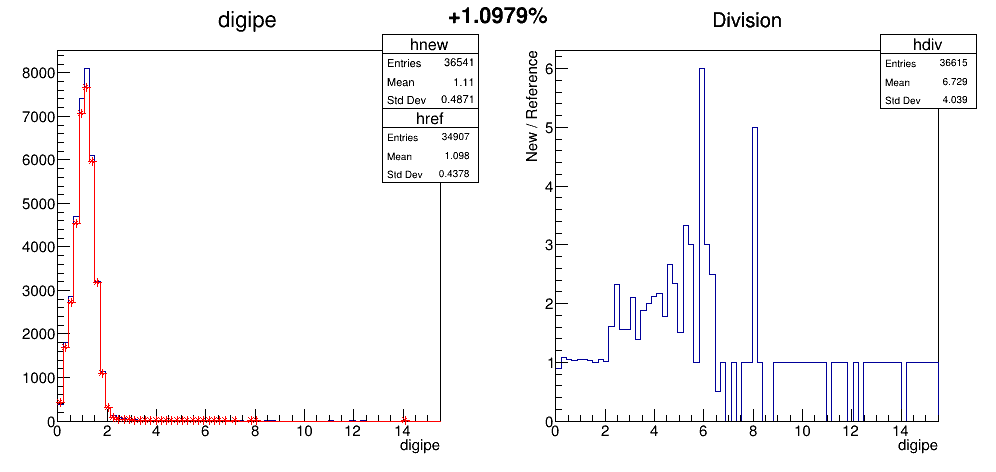 +1.0979%
digipe
hnew
Entries 36541
Mean 1.11
Std Dev 0.4871
href
Entries 34907
Mean 1.098
Std Dev 0.4378
8000
7000
6000
5000
4000
3000
2000
1000
0
0 2 4 6 8 10 12 14
digipe
Division
hdiv
Entries 36615
Mean 6.729
Std Dev 4.039
New / Reference
6
5
4
3
2
1
0
0 2 4 6 8 10 12 14
digipe